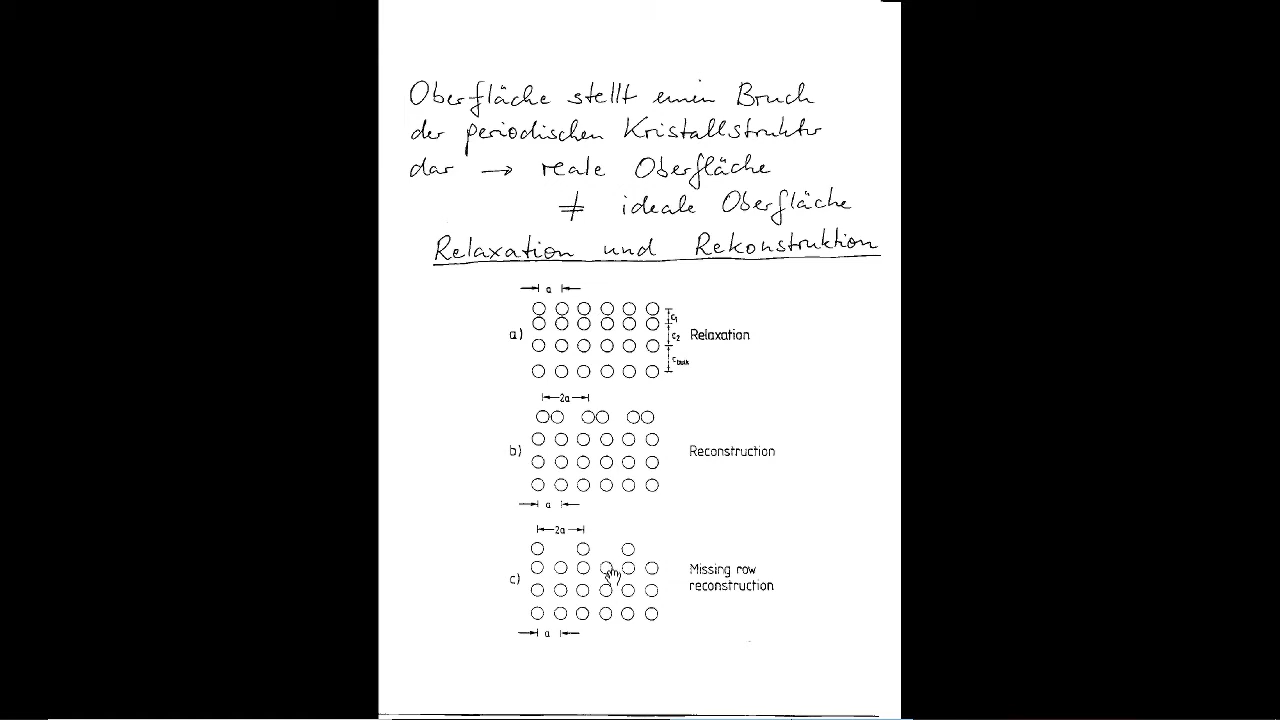 Oberfläche stellt einen Bruch
der periodischen Kristallstruktur
dar → reale Oberfläche
≠ ideale Oberfläche
Relaxation und Rekonstruktion
a
a) Relaxation
c1
c2
cbulk
2a
b) Reconstruction
a
2a
c) Missing row
reconstruction
a